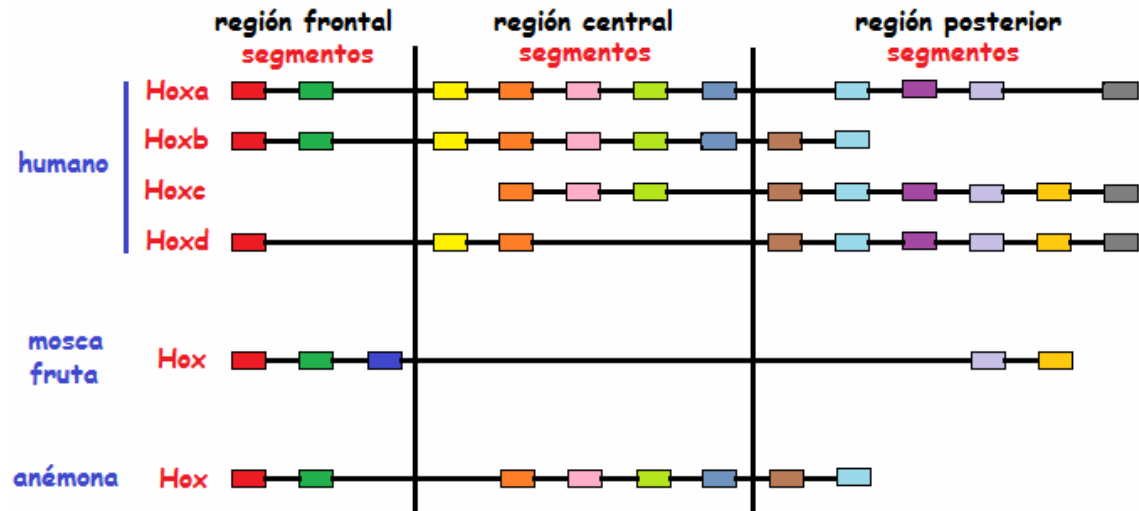 región frontal región central región posterior
segmentos segmentos segmentos
Hoxa
Hoxb
humano
Hoxc
Hoxd
mosca
fruta
Hox
anémona Hox